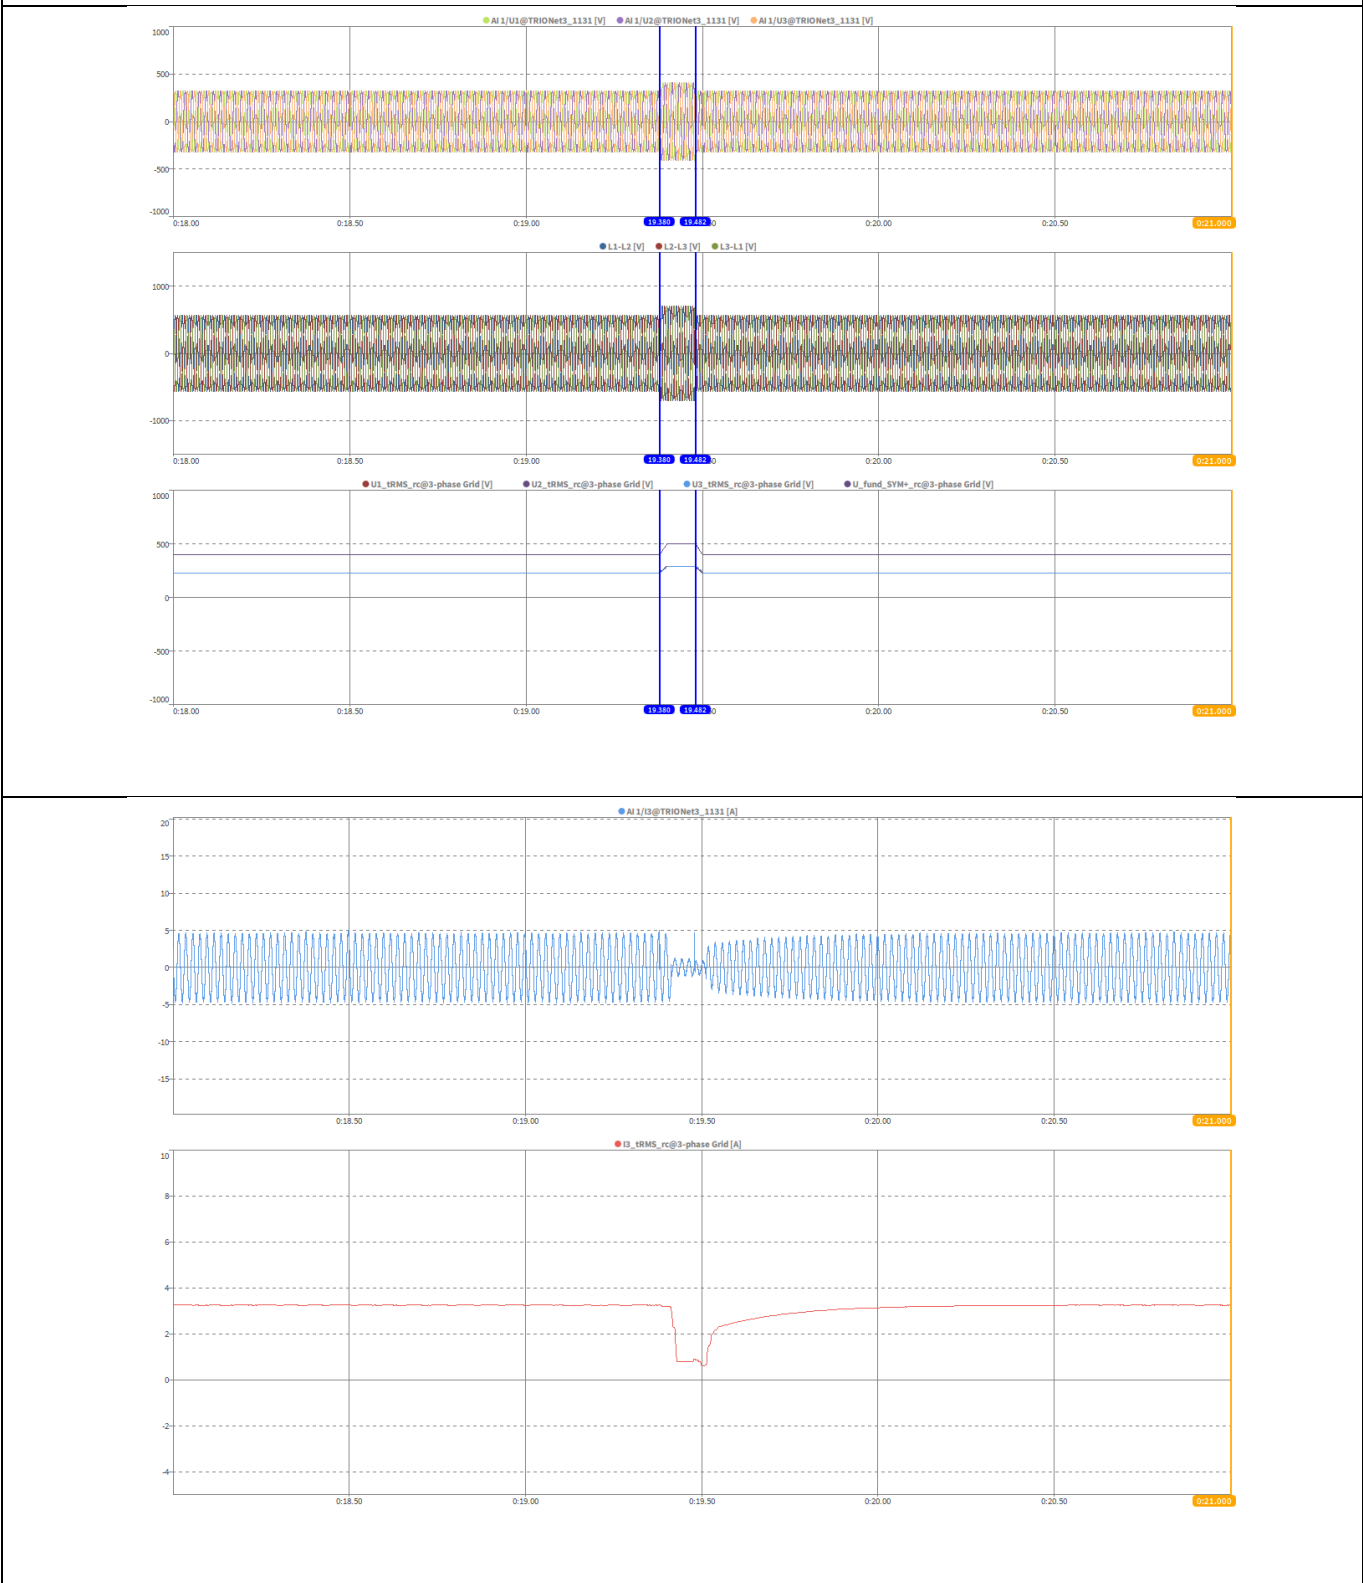 AI 1/U1@TRIONet3_1131 [V] AI 1/U2@TRIONet3_1131 [V] AI 1/U3@TRIONet3_1131 [V]
1000
500
0
-500
-1000
0:18.00 0:18.50 0:19.00 19.380 19.482 0:20.00 0:20.50 0:21.000
L1-L2 [V] L2-L3 [V] L3-L1 [V]
1000
0
-1000
0:18.00 0:18.50 0:19.00 19.380 19.482 0:20.00 0:20.50 0:21.000
U1_tRMS_rc@3-phase Grid [V] U2_tRMS_rc@3-phase Grid [V] U3_tRMS_rc@3-phase Grid [V] U_fund_SYM+_rc@3-phase Grid [V]
1000
500
0
-500
-1000
0:18.00 0:18.50 0:19.00 19.380 19.482 0:20.00 0:20.50 0:21.000
AI 1/I3@TRIONet3_1131 [A]
20
15
10
5
0
-5
-10
-15
0:18.50 0:19.00 0:19.50 0:20.00 0:20.50 0:21.000
I3_tRMS_rc@3-phase Grid [A]
10
8
6
4
2
0
-2
-4
0:18.50 0:19.00 0:19.50 0:20.00 0:20.50 0:21.000